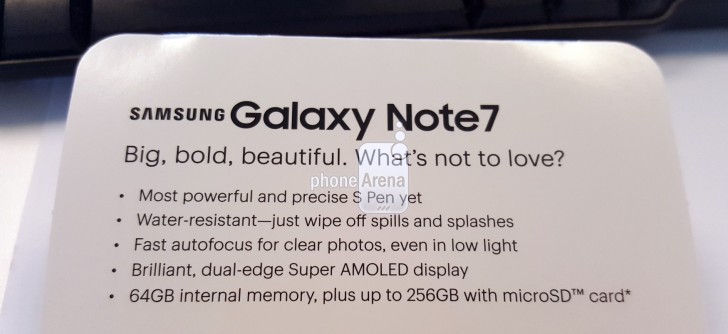 SAMSUNG Galaxy Note7
Big, bold, beautiful. What's not to love?
phoneArena
• Most powerful and precise S Pen yet
• Water-resistant—just wipe off spills and splashes
• Fast autofocus for clear photos, even in low light
• Brilliant, dual-edge Super AMOLED display
• 64GB internal memory, plus up to 256GB with microSD™ card*